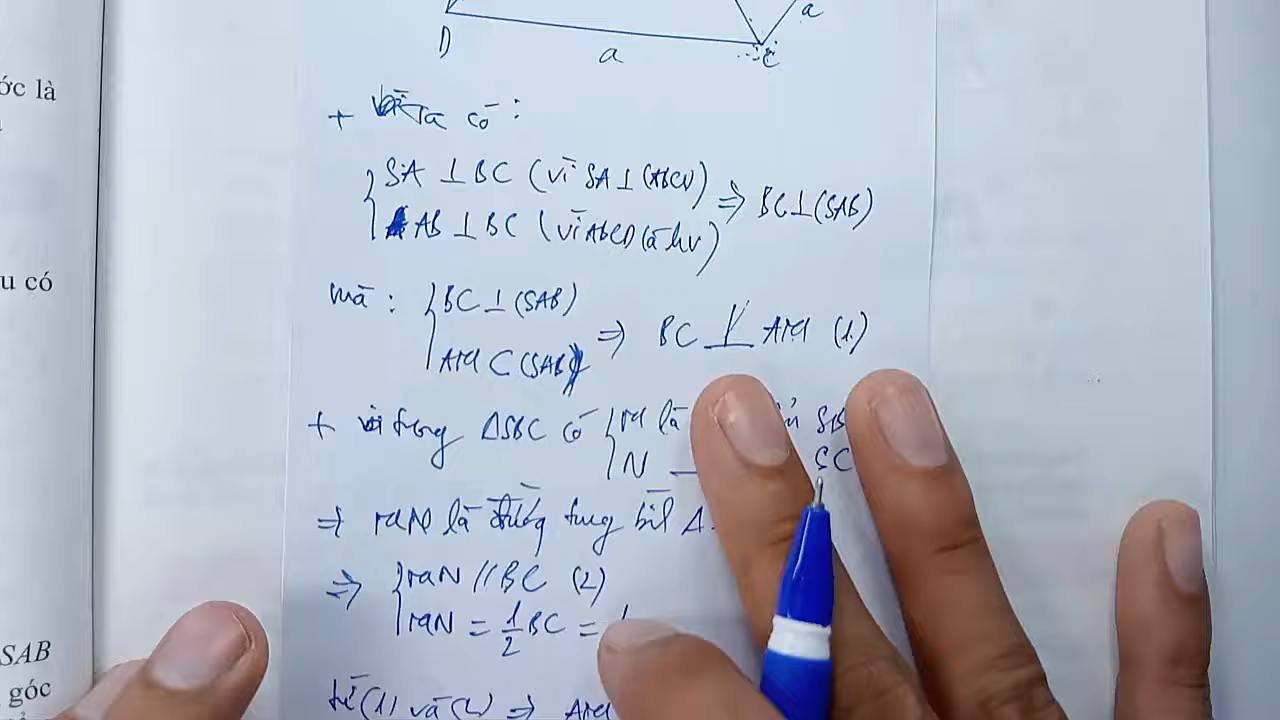 ớc là
u có
SAB
góc
D
a
C
a
+ Ta có:
SA ⊥ BC (vì SA ⊥ (ABCD) ⇒ BC ⊥ (SAB)
AB ⊥ BC (vì ABCD là hv)
mà: { BC ⊥ (SAB)
AM ⊂ (SAB) ⇒ BC ⊥ AM (1)
+ trong ΔSBC có { M là SB
N SC
⇒ MN là đường trung bình Δ
⇒ { MN // BC (2)
MN = 1/2 BC =
từ (1) và (2) ⇒ AM